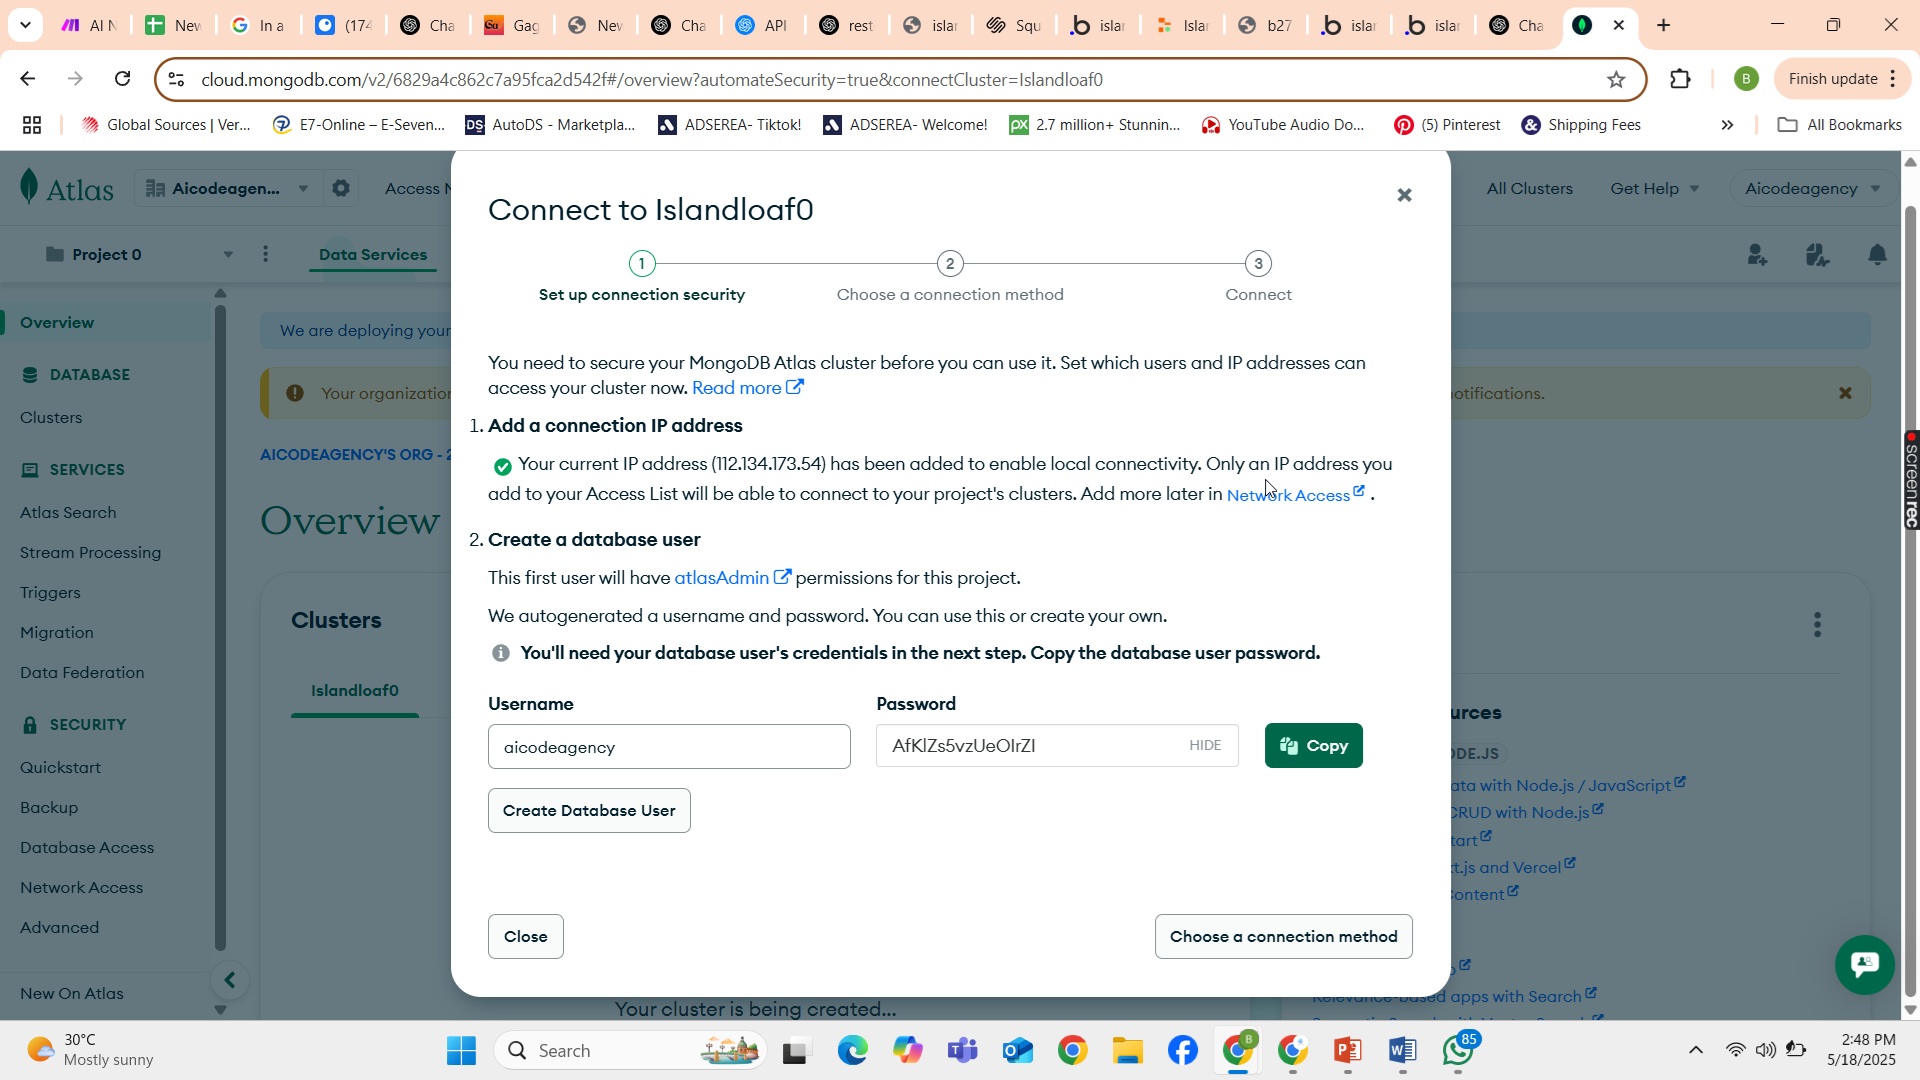 AI N
New
In a
(174
Cha
Gag
Nev
Cha
API
rest
islar
Squ
islar
Islar
b27
islar
islar
Cha
cloud.mongodb.com/v2/6829a4c862c7a95fca2d542f#/overview?automateSecurity=true&connectCluster=Islandloaf0
B
Finish update
Global Sources | Ver...
E7-Online – E-Seven...
AutoDS - Marketpla...
ADSEREA- Tiktok!
ADSEREA- Welcome!
2.7 million+ Stunnin...
YouTube Audio Do...
(5) Pinterest
Shipping Fees
All Bookmarks
Atlas
Aicodeagen...
Access
All Clusters
Get Help
Aicodeagency
Project 0
Data Services
Connect to Islandloaf0
1
2
3
Set up connection security
Choose a connection method
Connect
Overview
We are deploying your
DATABASE
Clusters
Your organization
otifications.
SERVICES
AICODEAGENCY'S ORG - 2
Atlas Search
Stream Processing
Triggers
Migration
Data Federation
SECURITY
Quickstart
Backup
Database Access
Network Access
Advanced
New On Atlas
Overview
Clusters
Islandloaf0
You need to secure your MongoDB Atlas cluster before you can use it. Set which users and IP addresses can
access your cluster now. Read more
1. Add a connection IP address
Your current IP address (112.134.173.54) has been added to enable local connectivity. Only an IP address you
add to your Access List will be able to connect to your project's clusters. Add more later in Network Access .
2. Create a database user
This first user will have atlasAdmin permissions for this project.
We autogenerated a username and password. You can use this or create your own.
You'll need your database user's credentials in the next step. Copy the database user password.
Username
Password
aicodeagency
AfKlZs5vzUeOIrZI
HIDE
Copy
Create Database User
Close
Choose a connection method
urces
DE.JS
ata with Node.js / JavaScript
CRUD with Node.js
tart
t.js and Vercel
Content
Relevance-based apps with Search
Your cluster is being created...
screenrec
30°C
Mostly sunny
Search
85
2:48 PM
5/18/2025